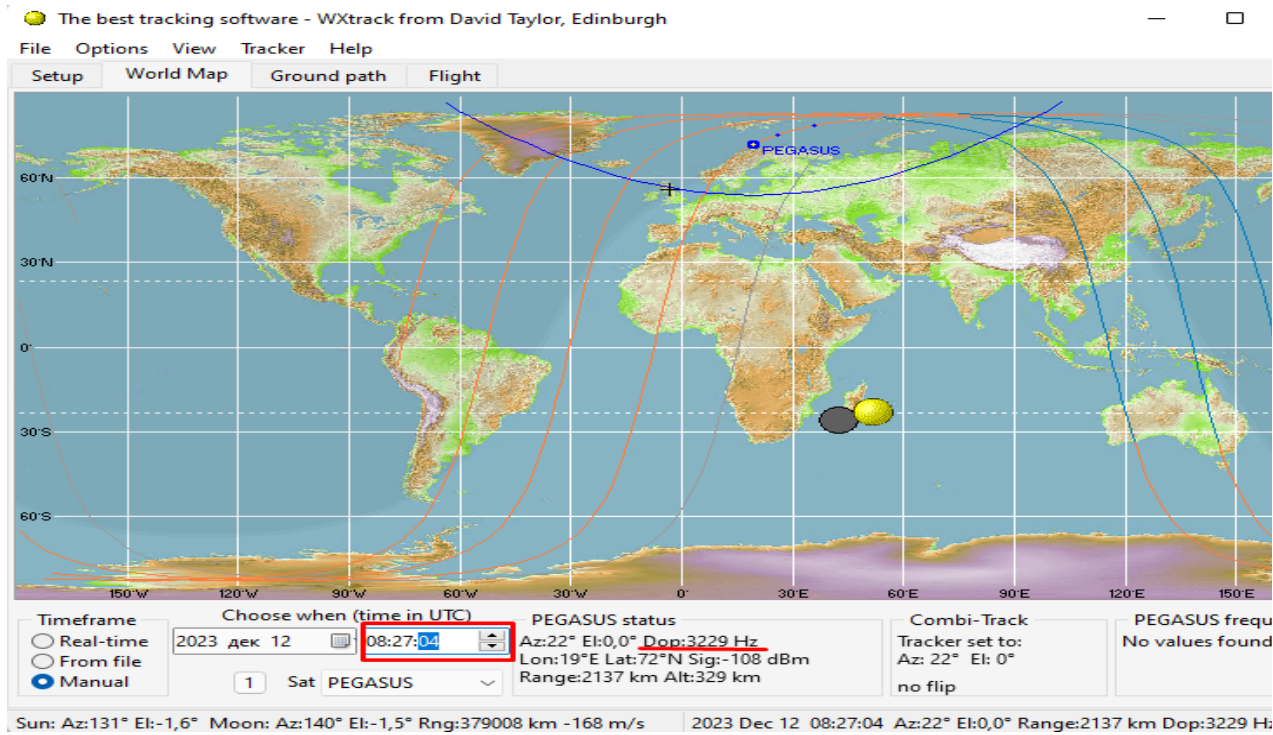 The best tracking software - WXtrack from David Taylor, Edinburgh
File Options View Tracker Help
Setup World Map Ground path Flight
PEGASUS
60°N
30°N
0°
30°S
60°S
150°W 120°W 90°W 60°W 30°W 0° 30°E 60°E 90°E 120°E 150°E
Timeframe
Real-time
From file
Manual
Choose when (time in UTC)
2023 дек 12 08:27:04
1 Sat PEGASUS
PEGASUS status
Az:22° El:0,0° Dop:3229 Hz
Lon:19°E Lat:72°N Sig:-108 dBm
Range:2137 km Alt:329 km
Combi-Track
Tracker set to:
Az: 22° El: 0°
no flip
PEGASUS frequ
No values found
Sun: Az:131° El:-1,6° Moon: Az:140° El:-1,5° Rng:379008 km -168 m/s 2023 Dec 12 08:27:04 Az:22° El:0,0° Range:2137 km Dop:3229 Hz